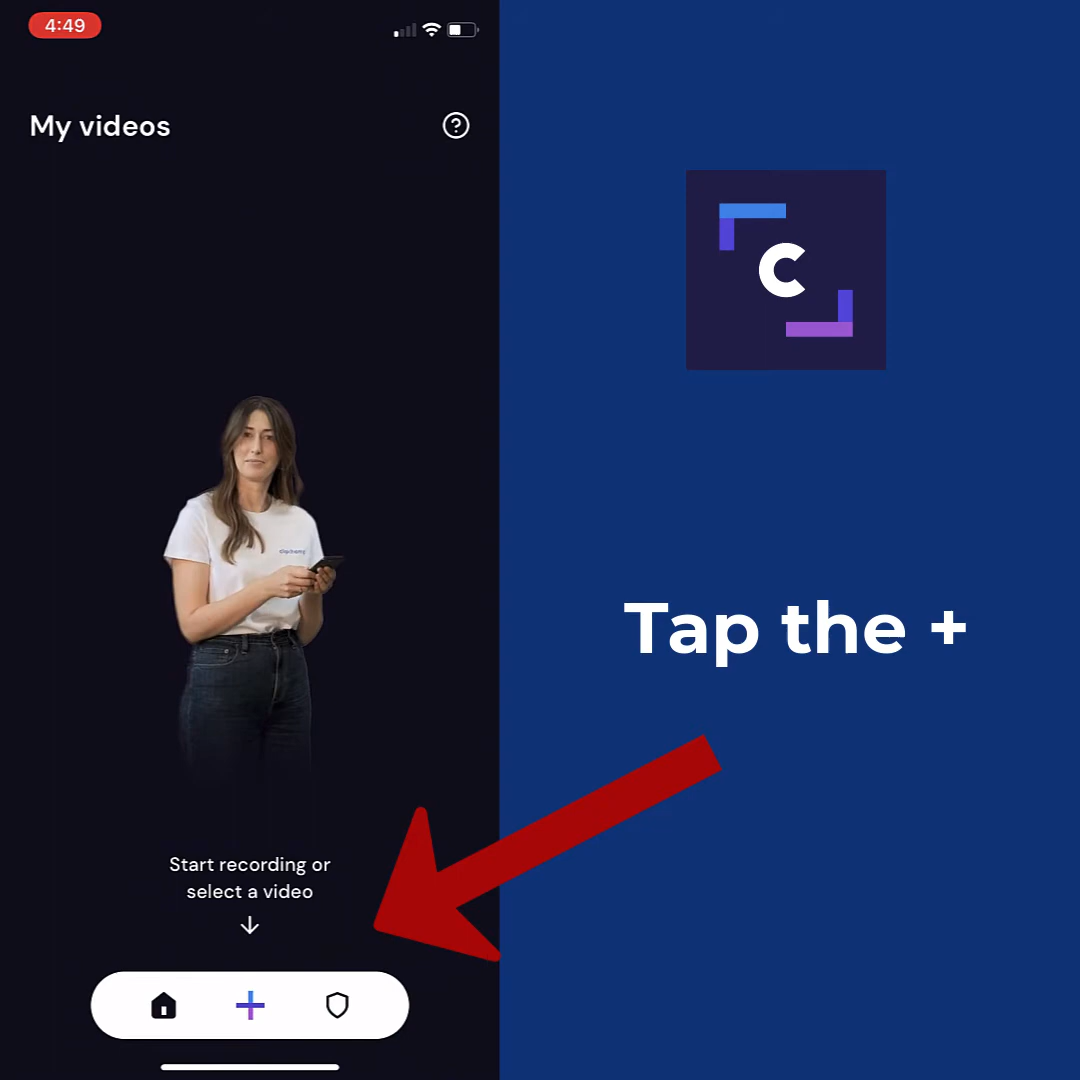 4:49
My videos
C
Tap the +
Start recording or
select a video